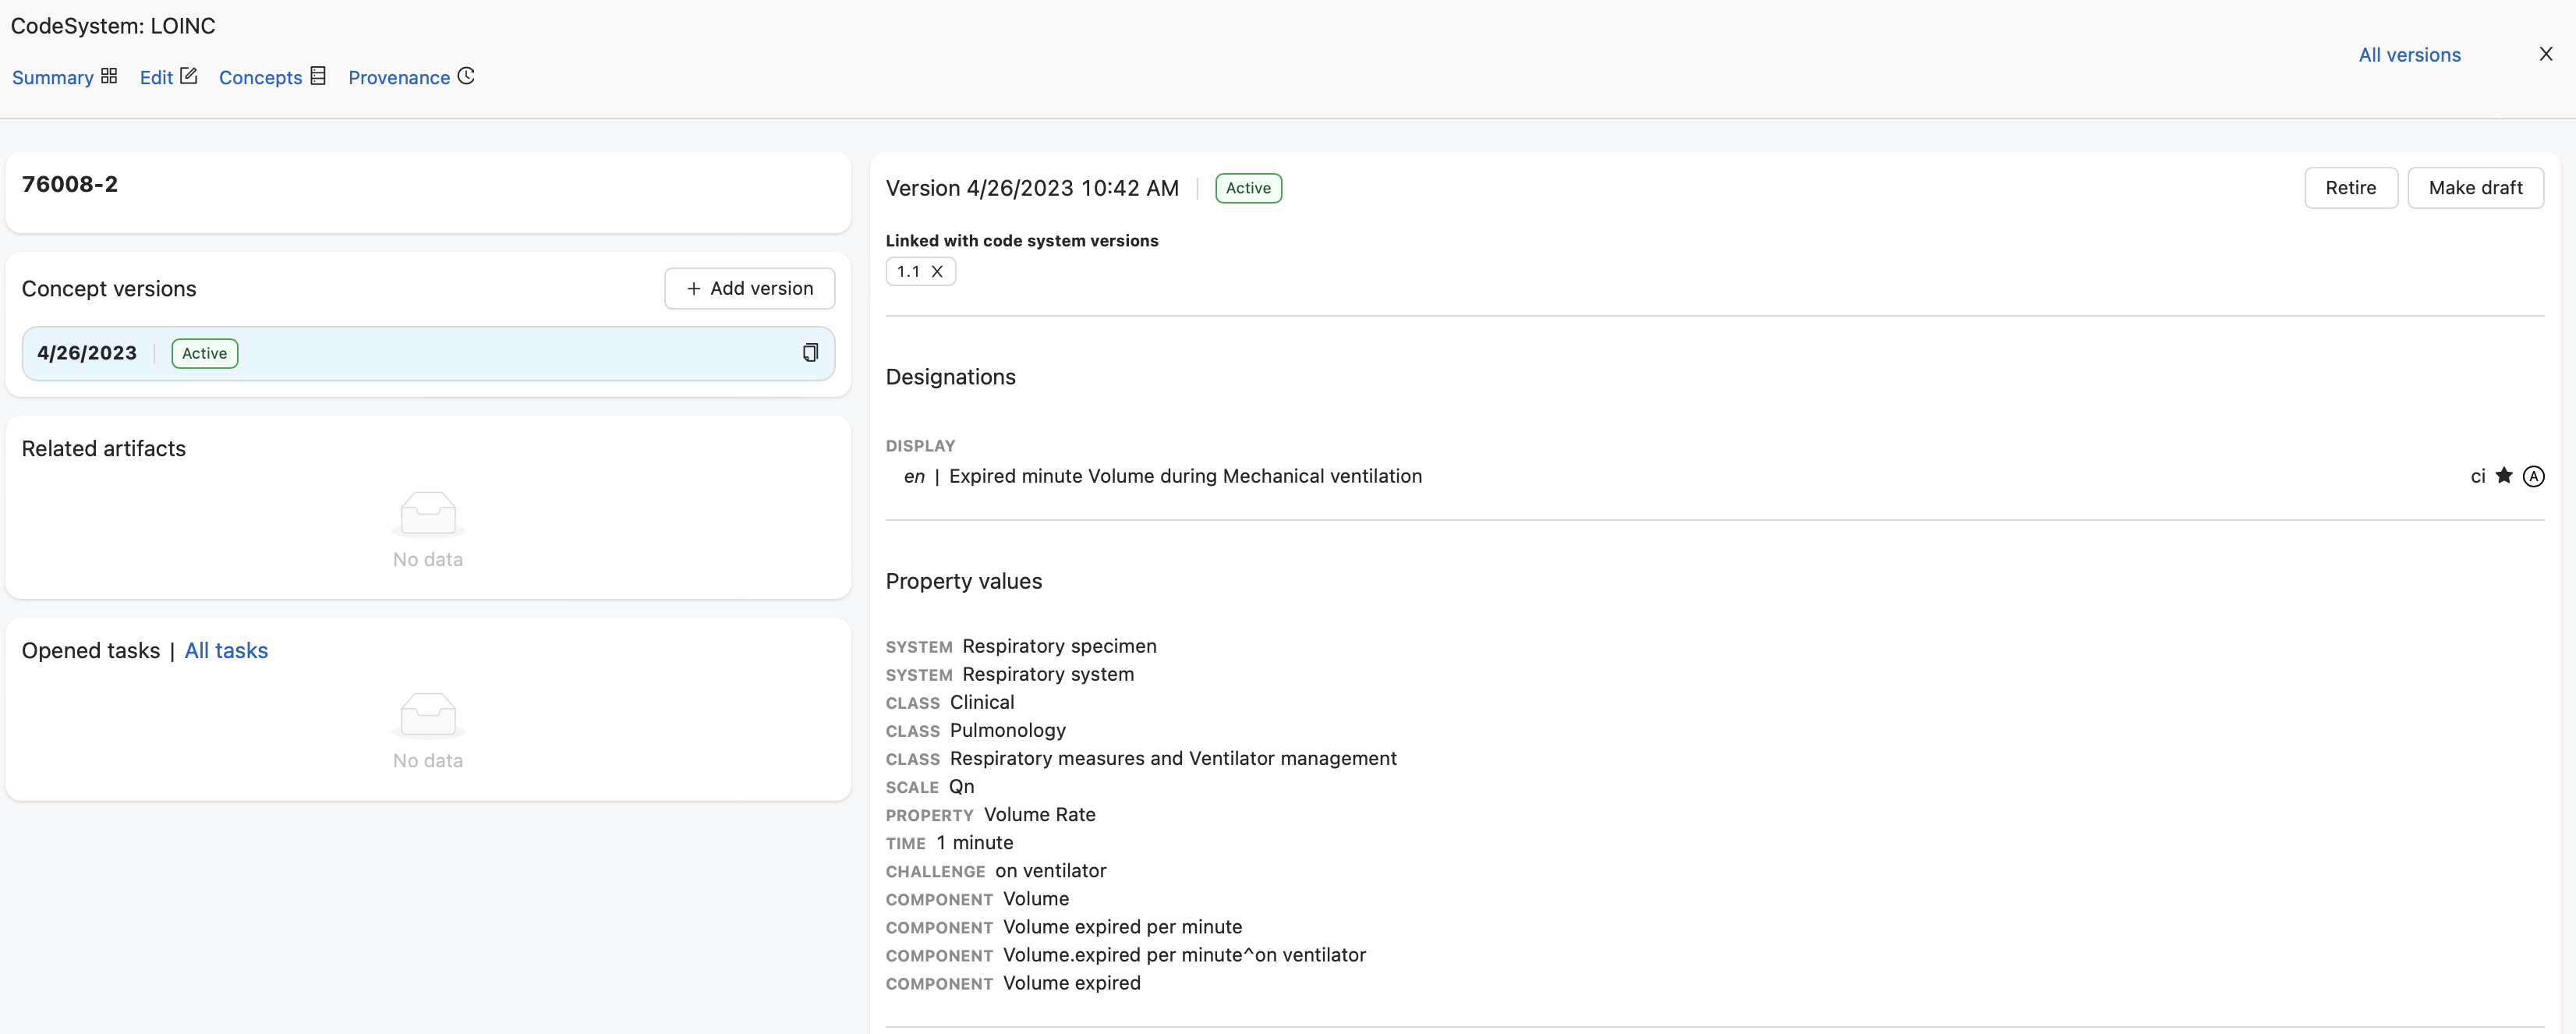 CodeSystem: LOINC
Summary Edit Concepts Provenance
All versions
76008-2
Concept versions
Add version
4/26/2023 Active
Related artifacts
No data
Opened tasks | All tasks
No data
Version 4/26/2023 10:42 AM Active
Retire Make draft
Linked with code system versions
1.1
Designations
DISPLAY
en | Expired minute Volume during Mechanical ventilation ci A
Property values
SYSTEM Respiratory specimen
SYSTEM Respiratory system
CLASS Clinical
CLASS Pulmonology
CLASS Respiratory measures and Ventilator management
SCALE Qn
PROPERTY Volume Rate
TIME 1 minute
CHALLENGE on ventilator
COMPONENT Volume
COMPONENT Volume expired per minute
COMPONENT Volume.expired per minute^on ventilator
COMPONENT Volume expired